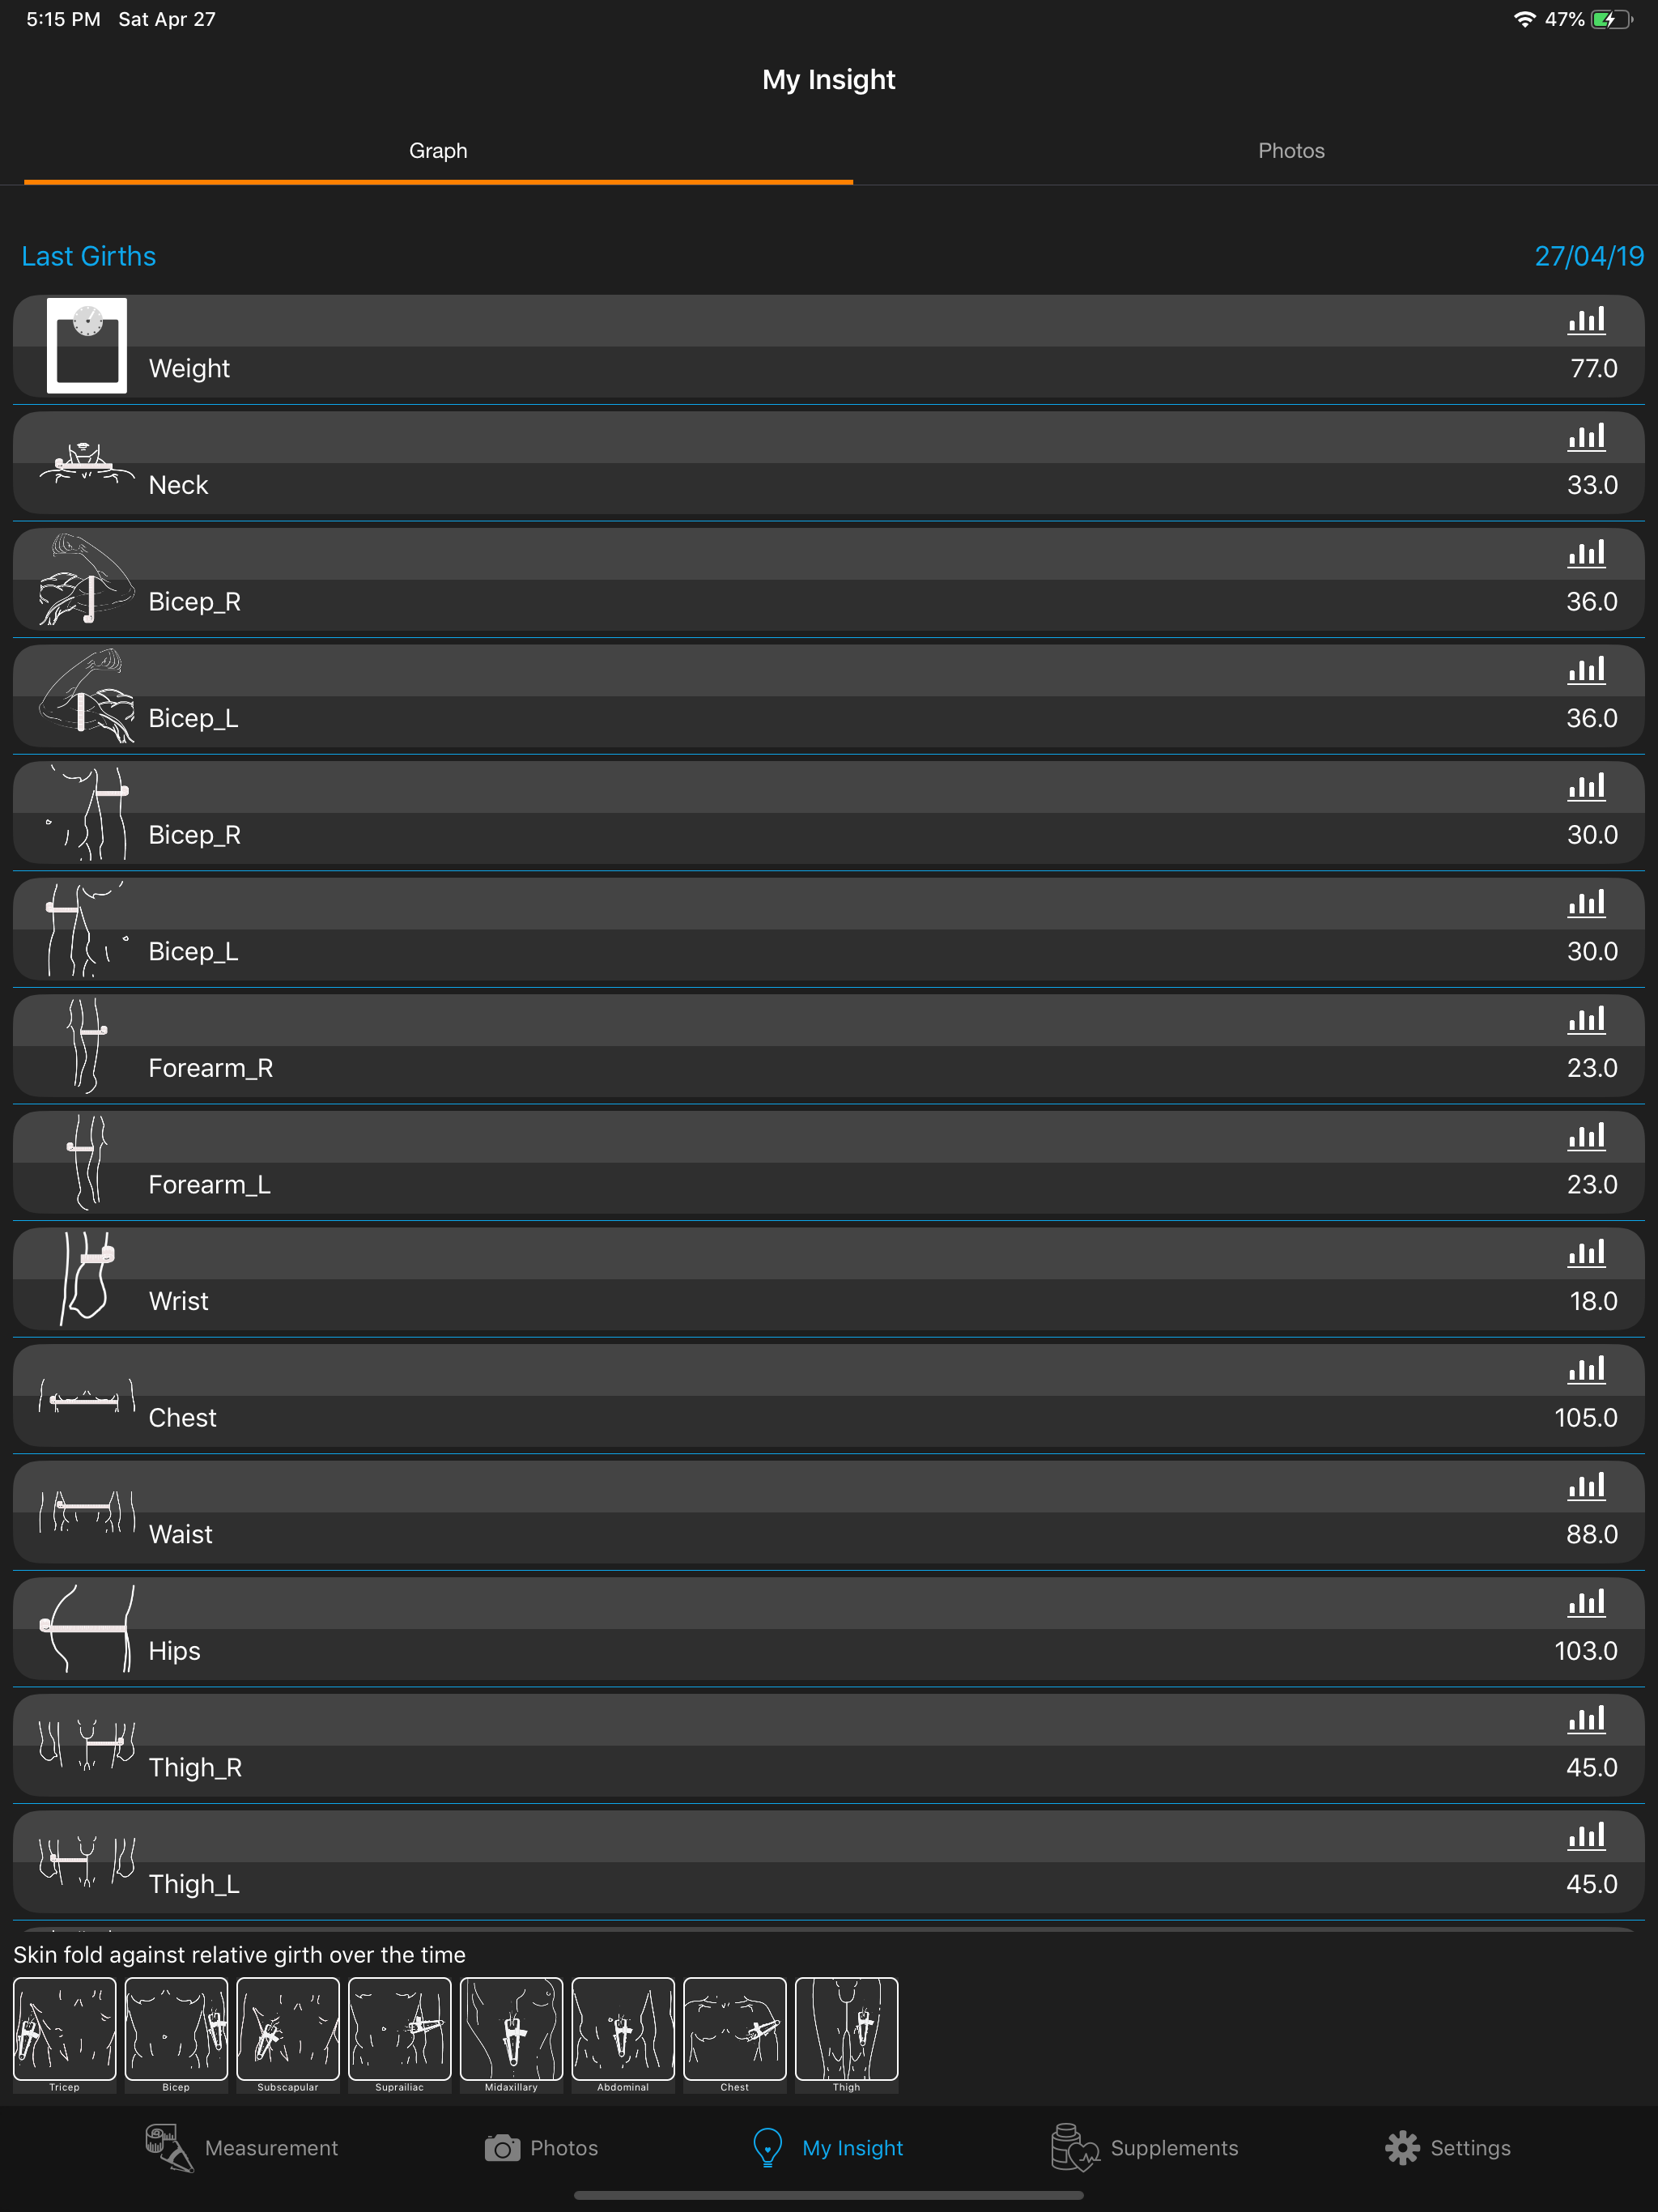 5:15 PM Sat Apr 27 47%
My Insight
Graph Photos
Last Girths 27/04/19
Weight 77.0
Neck 33.0
Bicep_R 36.0
Bicep_L 36.0
Bicep_R 30.0
Bicep_L 30.0
Forearm_R 23.0
Forearm_L 23.0
Wrist 18.0
Chest 105.0
Waist 88.0
Hips 103.0
Thigh_R 45.0
Thigh_L 45.0
Skin fold against relative girth over the time
Tricep Bicep Subscapular Suprailiac Midaxillary Abdominal Chest Thigh
Measurement Photos My Insight Supplements Settings